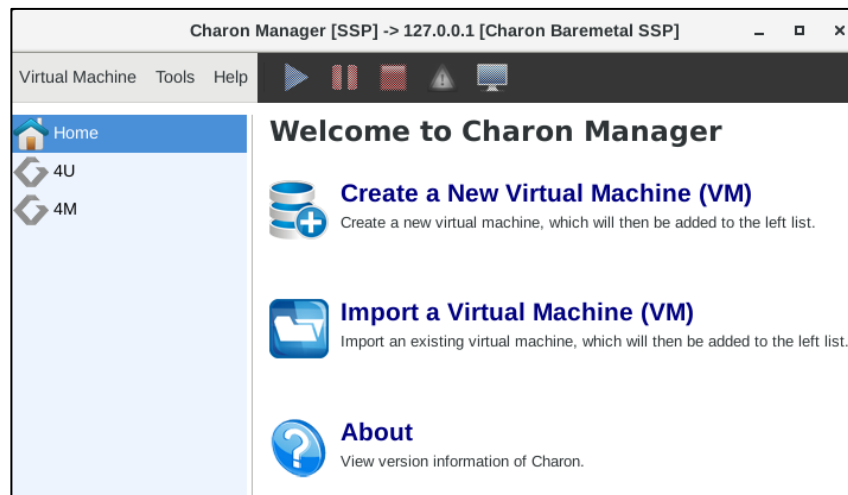 Charon Manager [SSP] -> 127.0.0.1 [Charon Baremetal SSP]
Virtual Machine Tools Help
Home
4U
4M
Welcome to Charon Manager
Create a New Virtual Machine (VM)
Create a new virtual machine, which will then be added to the left list.
Import a Virtual Machine (VM)
Import an existing virtual machine, which will then be added to the left list.
About
View version information of Charon.